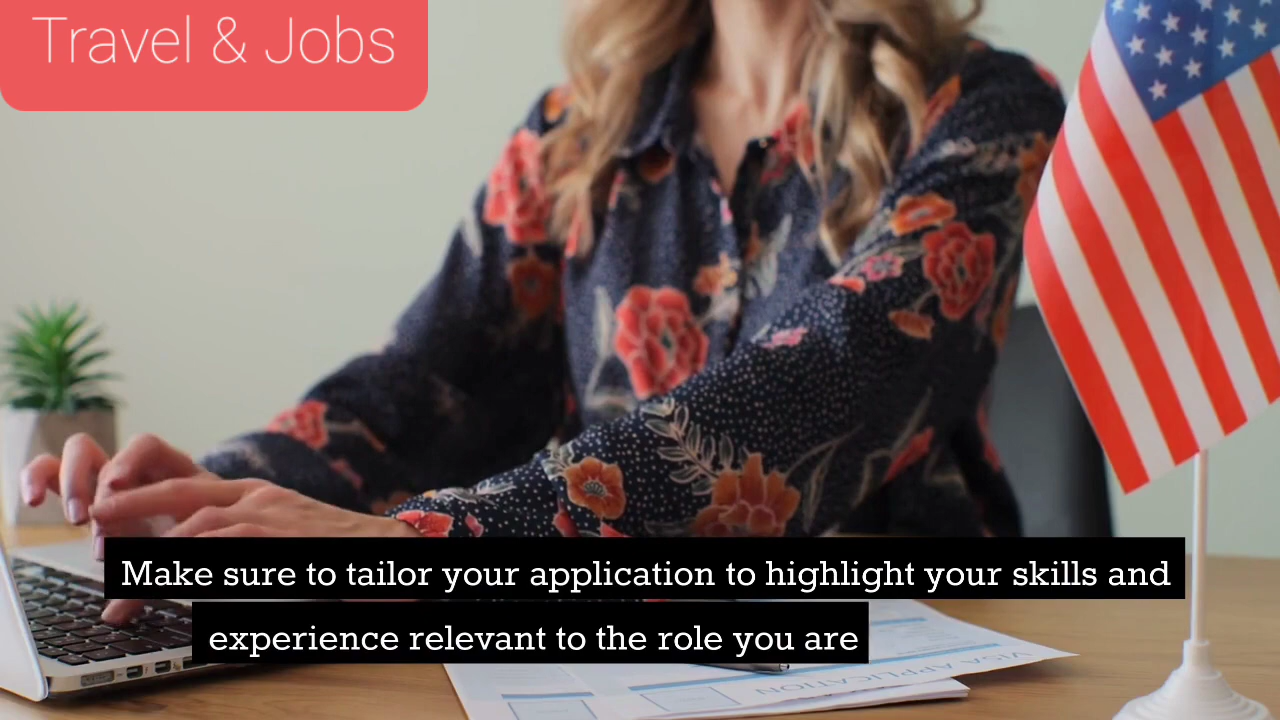 Travel & Jobs
Make sure to tailor your application to highlight your skills and
experience relevant to the role you are
VISA APPLICATION